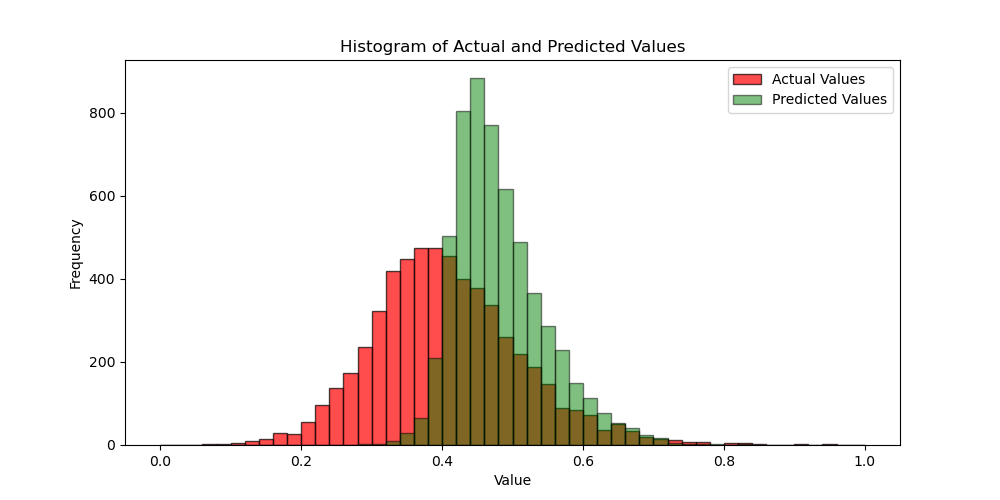 Histogram of Actual and Predicted Values
Actual Values
Predicted Values
Frequency
800
600
400
200
0
0.0 0.2 0.4 0.6 0.8 1.0
Value